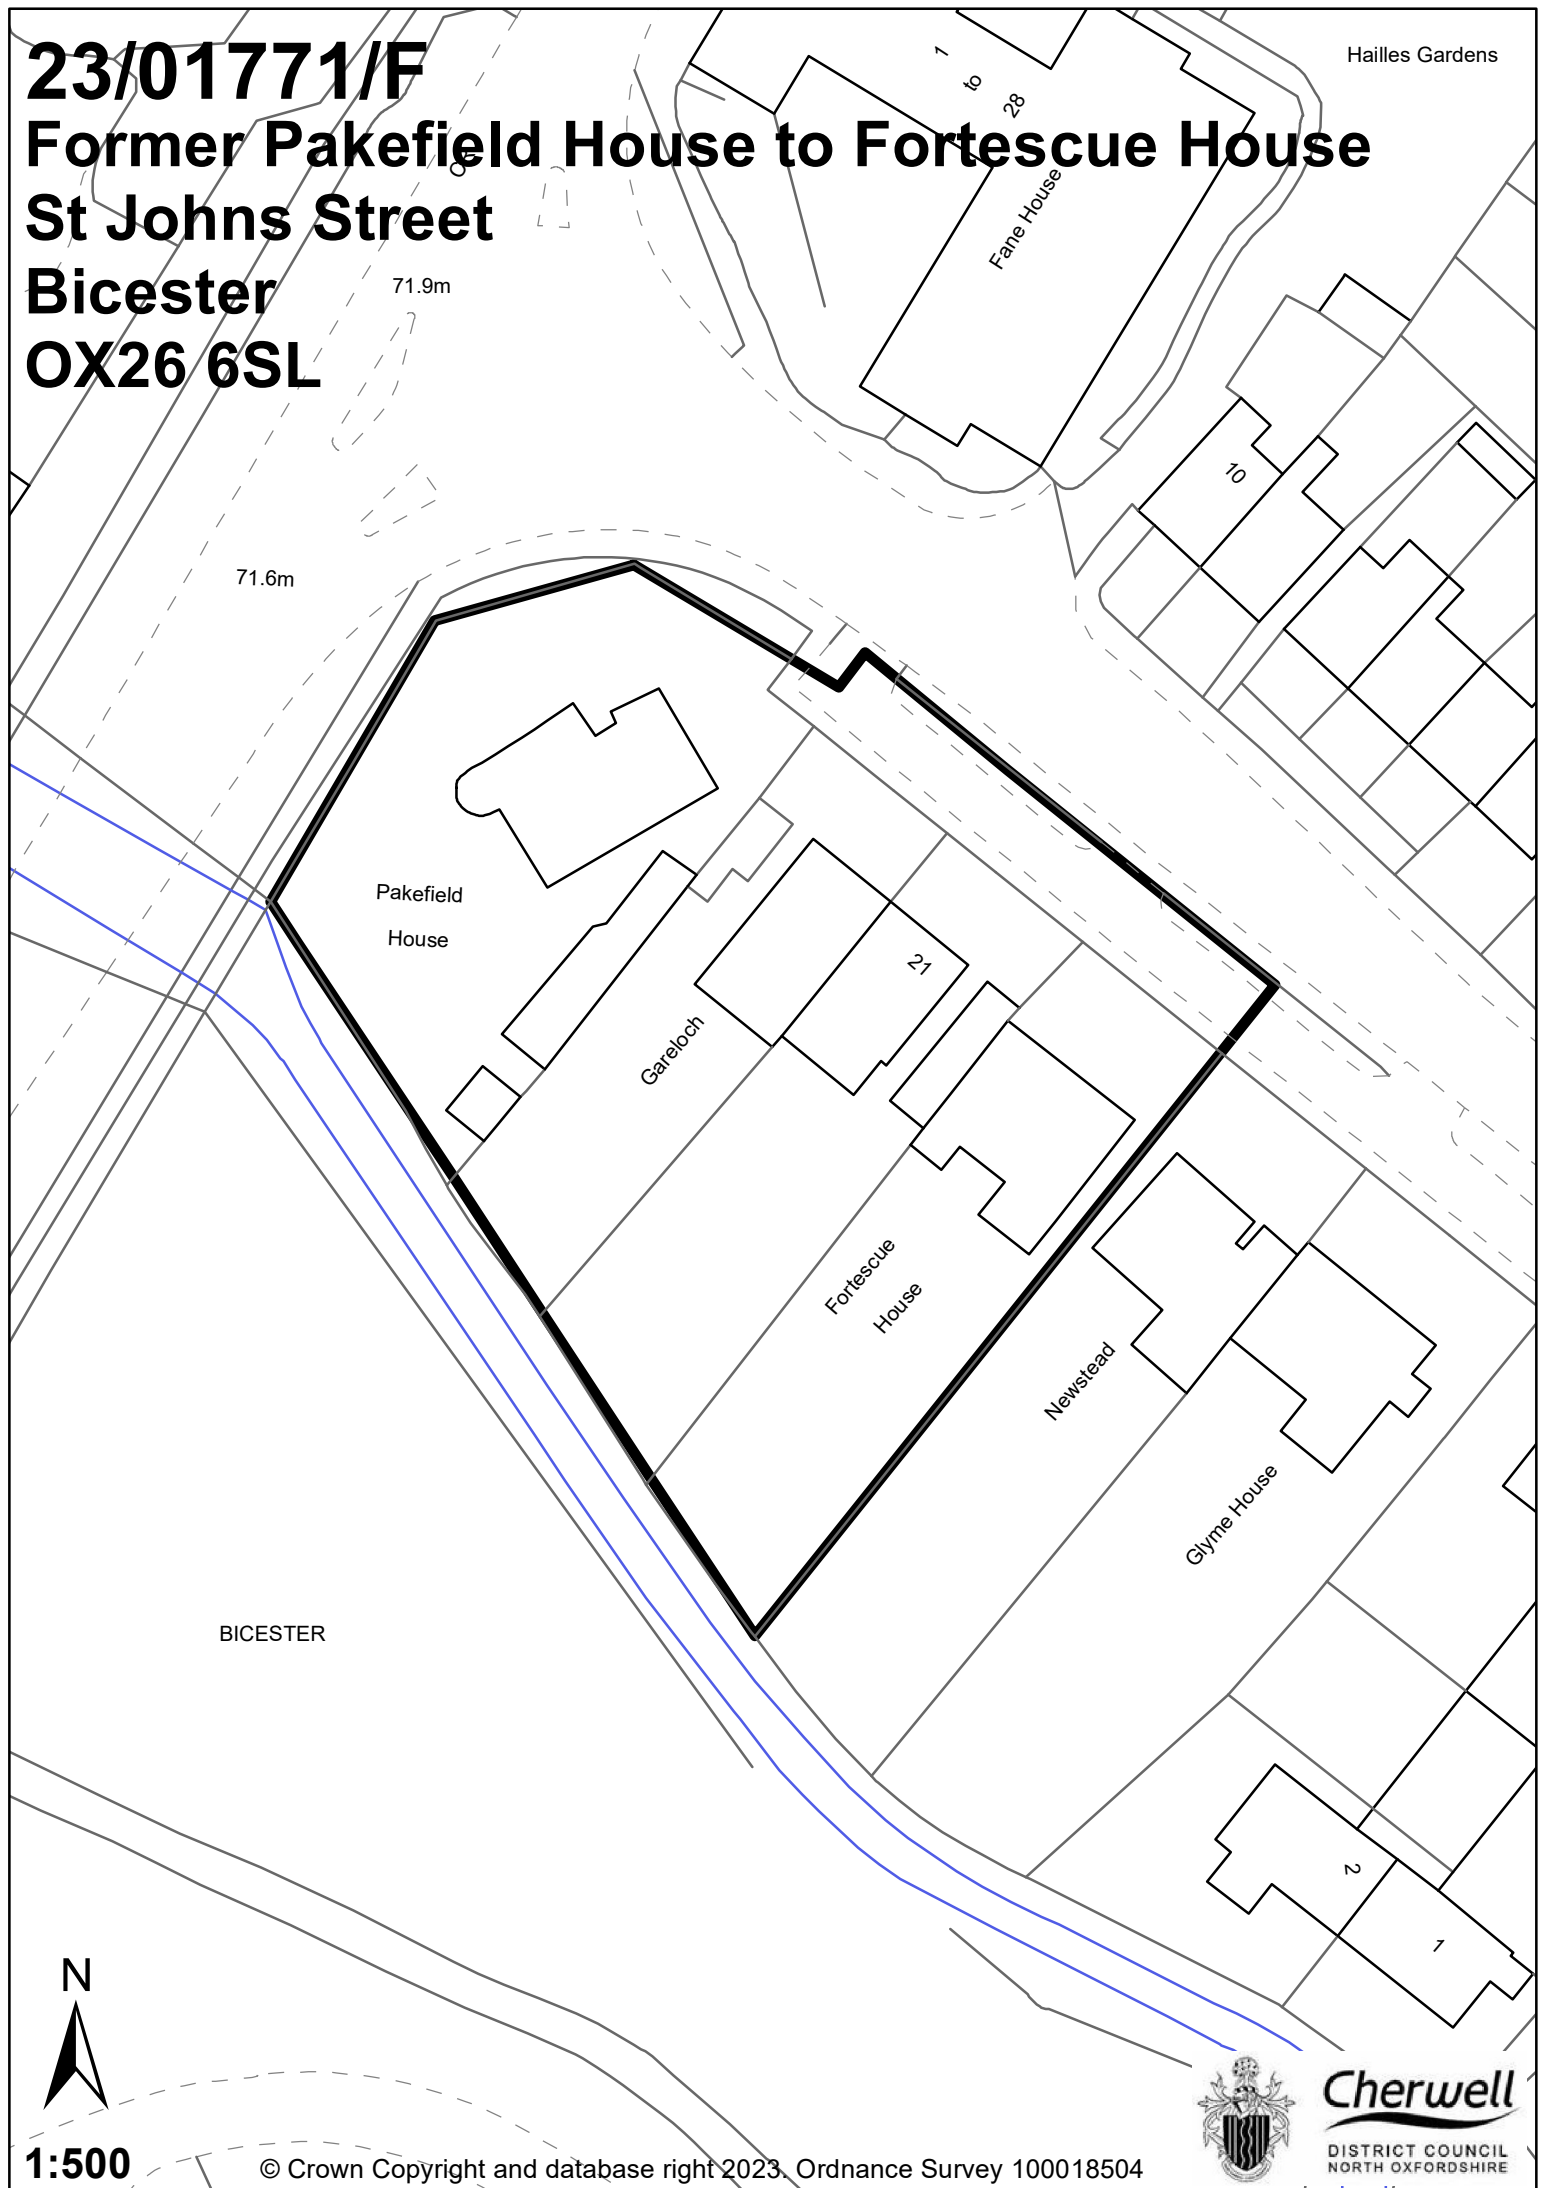 23/01771/F
Former Pakefield House to Fortescue House
St Johns Street
Bicester
OX26 6SL
Hailles Gardens
1
to
28
Fane House
71.9m
10
71.6m
Pakefield
House
21
Gareloch
Fortescue
House
Newstead
Glyme House
BICESTER
2
1
N
1:500
© Crown Copyright and database right 2023. Ordnance Survey 100018504
Cherwell
DISTRICT COUNCIL
NORTH OXFORDSHIRE